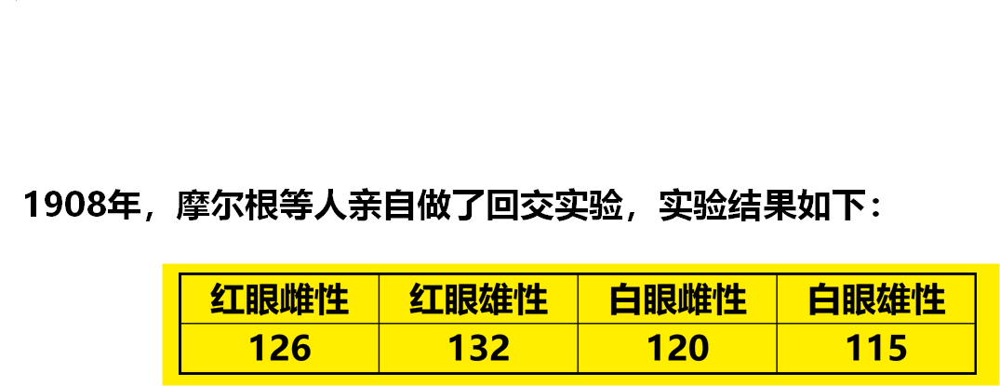 1908年，摩尔根等人亲自做了回交实验，实验结果如下：
红眼雌性 红眼雄性 白眼雌性 白眼雄性
126 132 120 115